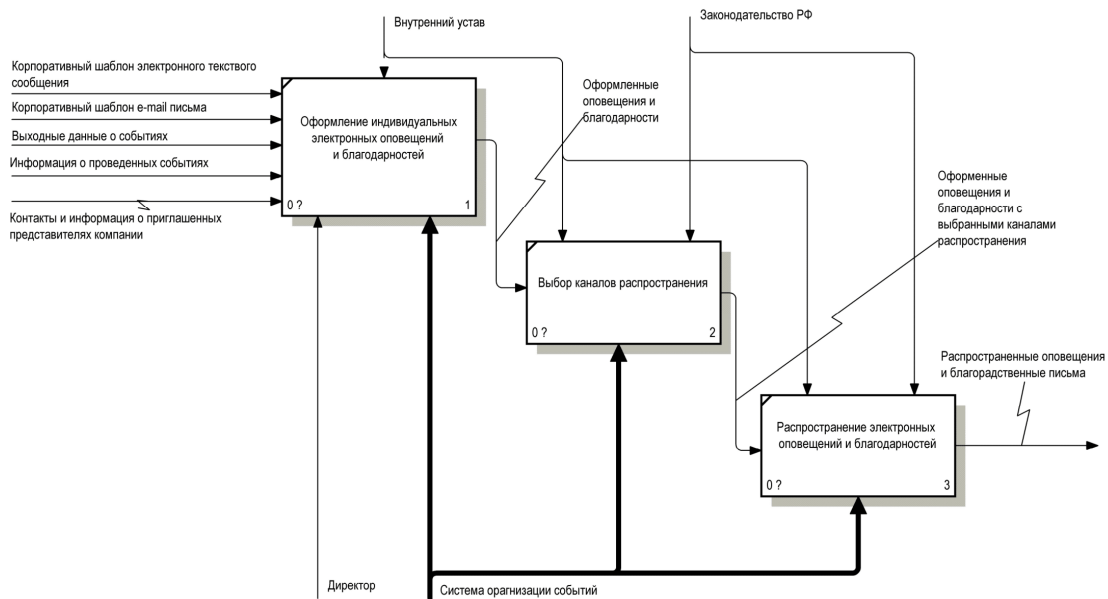 Внутренний устав
Законодательство РФ
Корпоративный шаблон электронного текствого
сообщения
Корпоративный шаблон e-mail письма
Выходные данные о событиях
Информация о проведенных событиях
Контакты и информация о приглашенных
представителях компании
Оформление индивидуальных
электронных оповещений
и благодарностей
0 ?
1
Оформленные
оповещения и
благодарности
Выбор каналов распространения
0 ?
2
Оформенные
оповещения и
благодарности с
выбранными каналами
распространения
Распространение электронных
оповещений и благодарностей
0 ?
3
Распространенные оповещения
и благорадственные письма
Директор
Система орагнизации событий